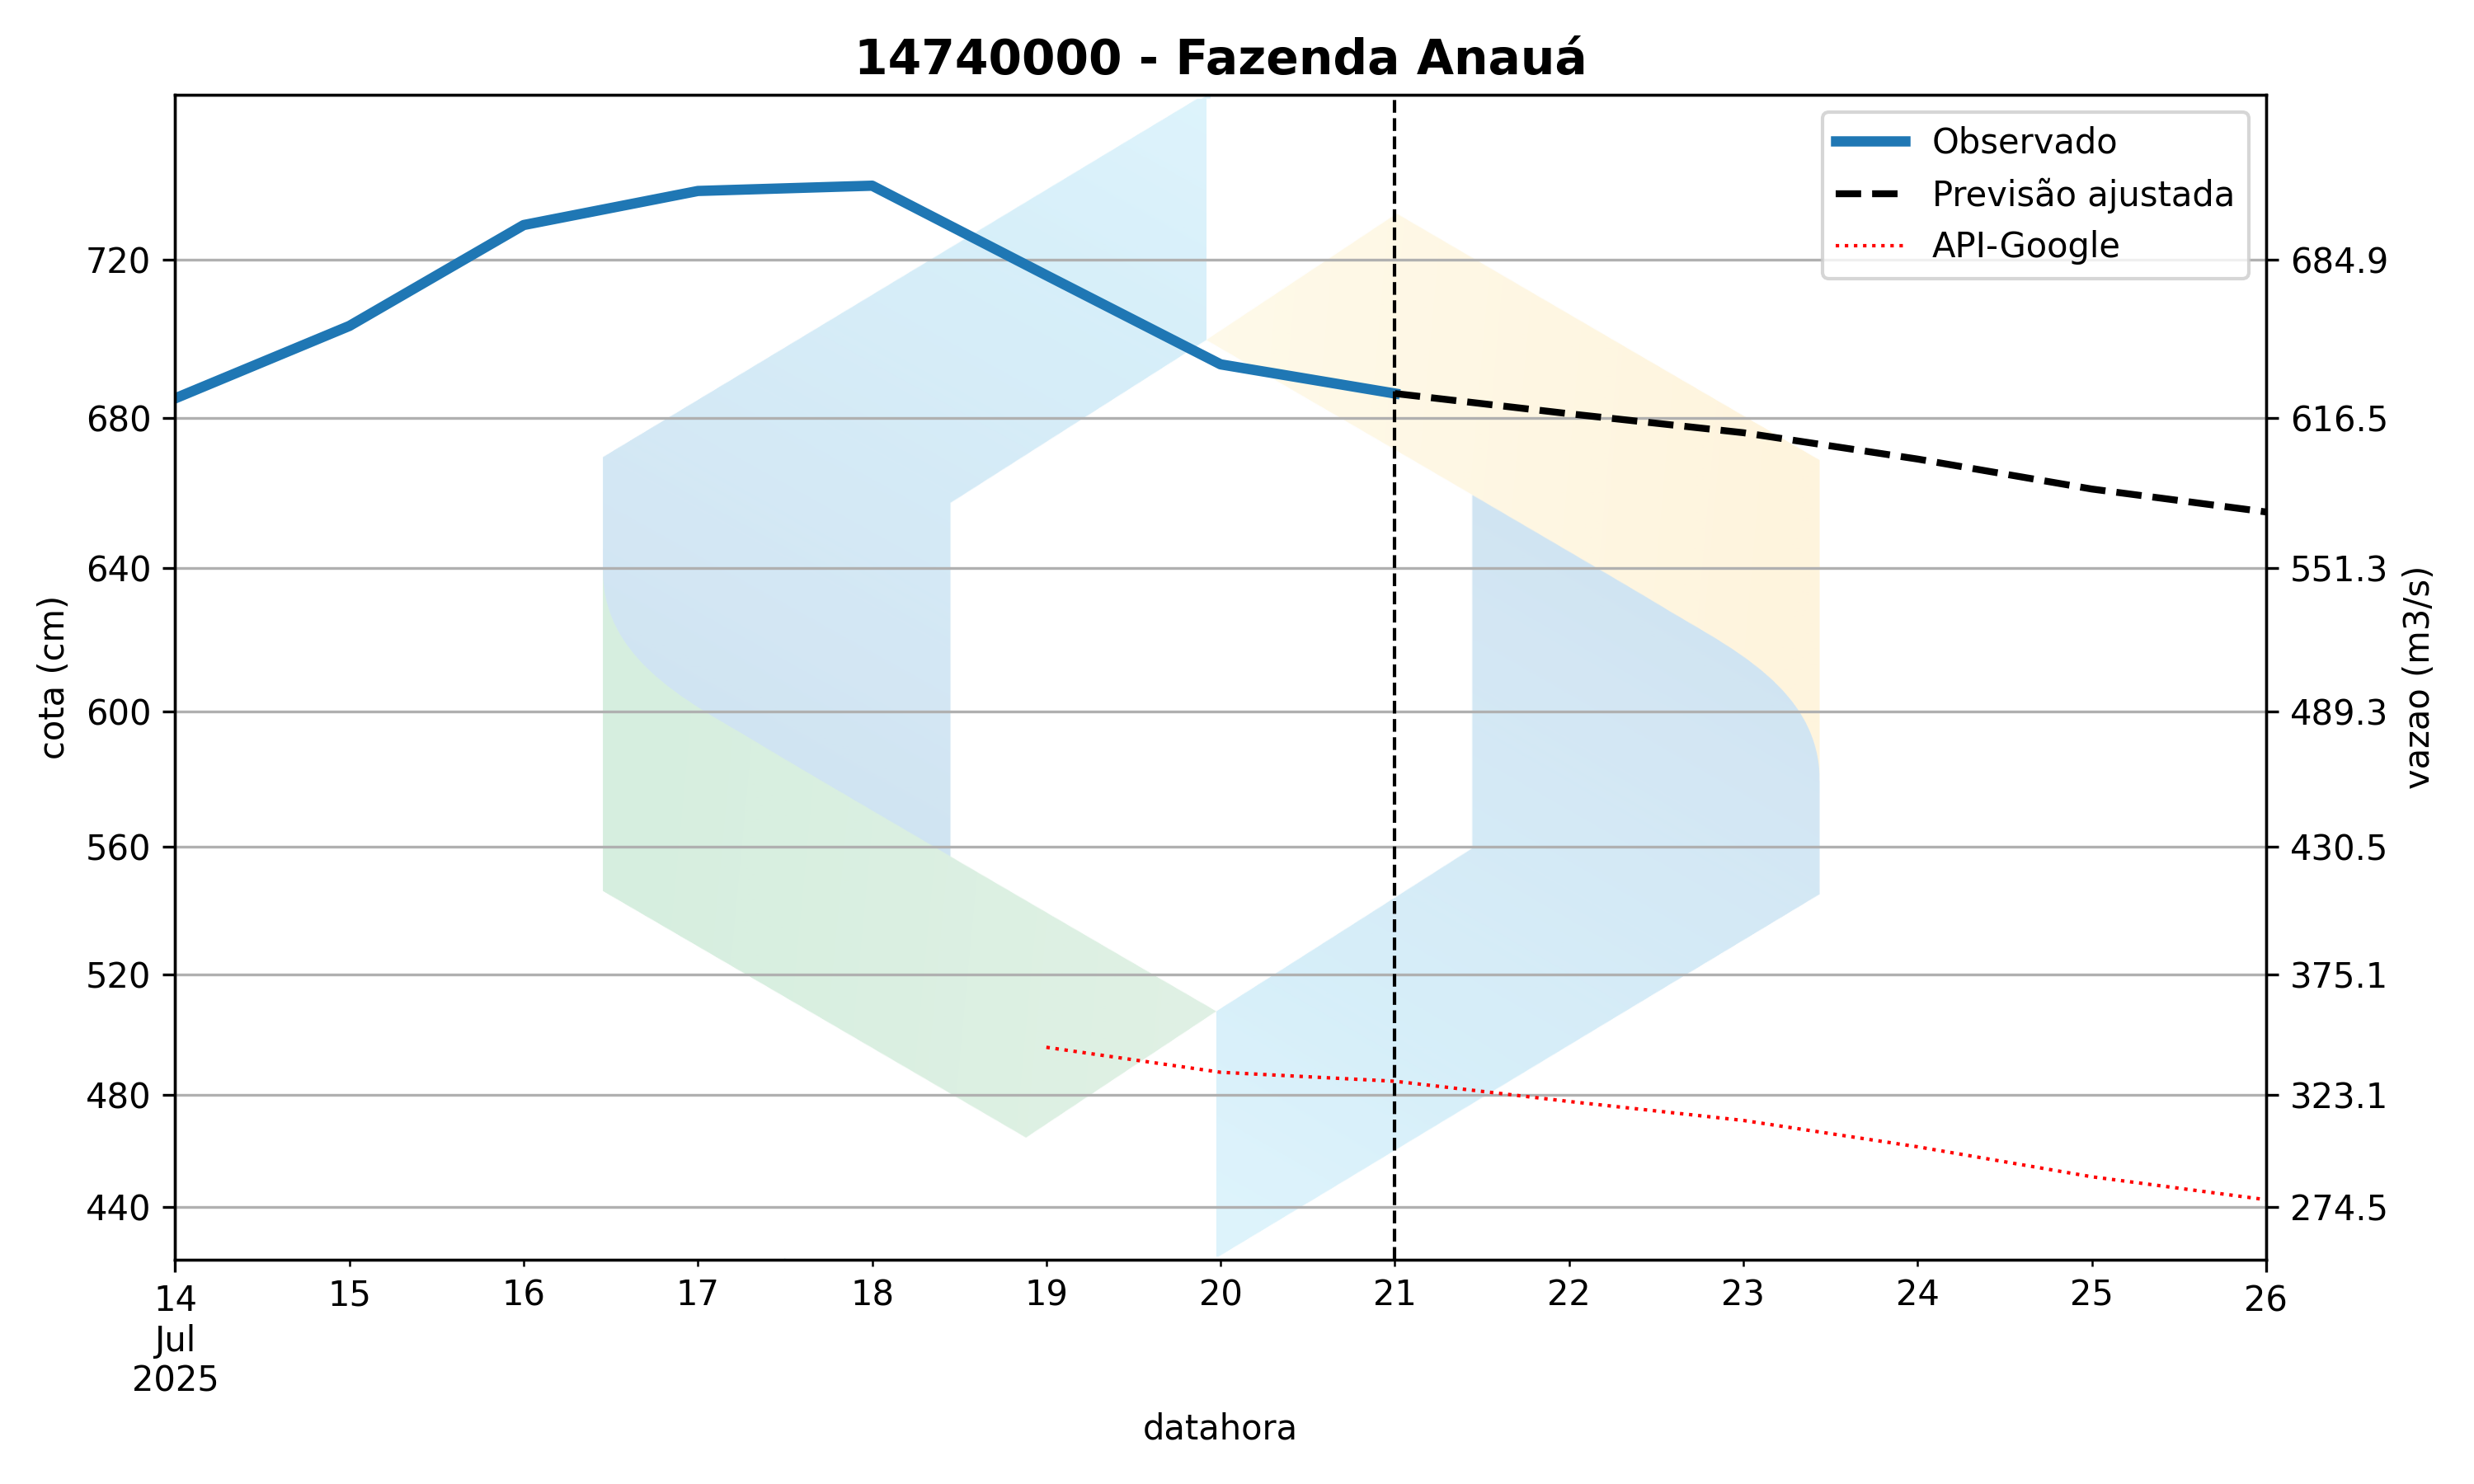 14740000 - Fazenda Anauá
Observado
Previsão ajustada
API-Google
720
680
640
600
560
520
480
440
cota (cm)
684.9
616.5
551.3
489.3
430.5
375.1
323.1
274.5
vazao (m3/s)
14 15 16 17 18 19 20 21 22 23 24 25 26
Jul
2025
datahora